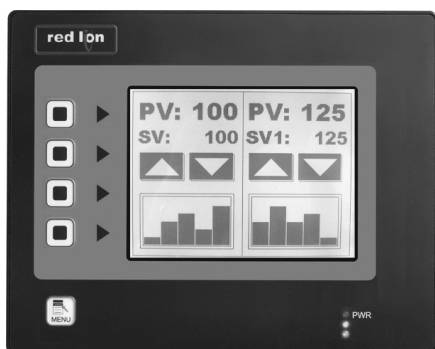 red lion
PV: 100 PV: 125
SV: 100 SV1: 125
MENU
PWR